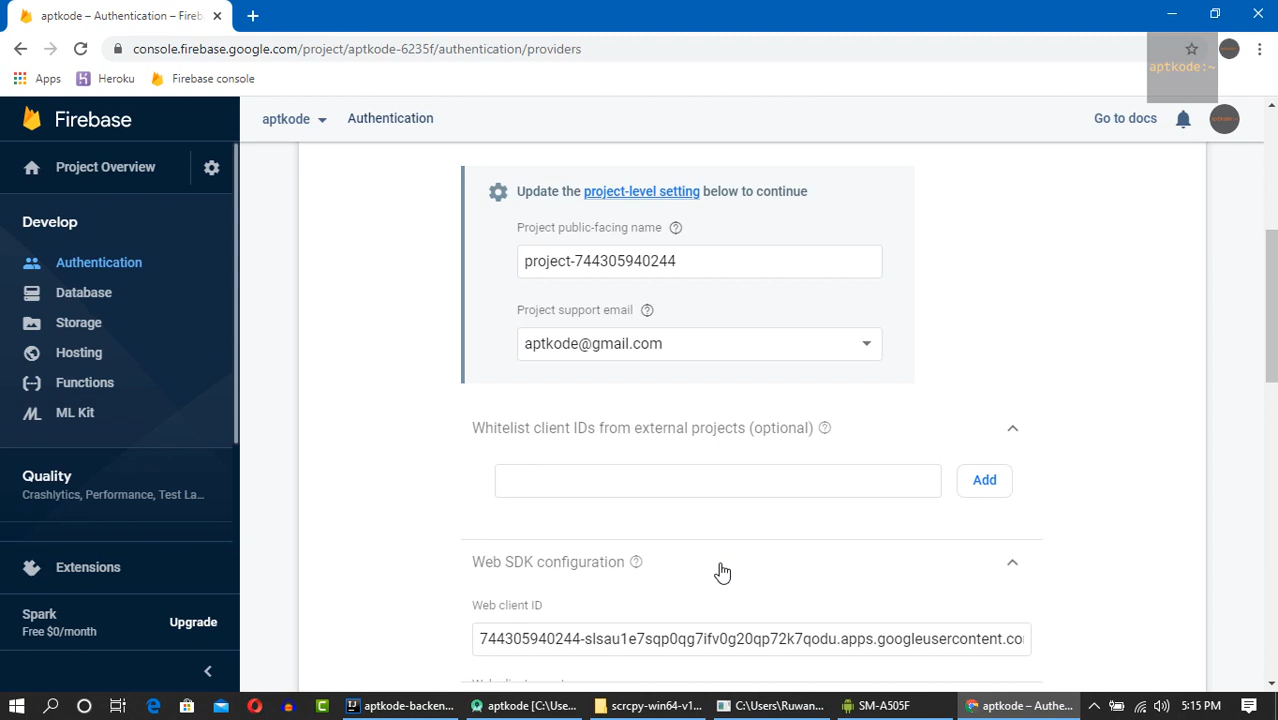 aptkode – Authentication – Fireb
console.firebase.google.com/project/aptkode-6235f/authentication/providers
Apps
Heroku
Firebase console
aptkode:~
Firebase
aptkode
Authentication
Go to docs
Project Overview
Develop
Authentication
Database
Storage
Hosting
Functions
ML Kit
Quality
Crashlytics, Performance, Test La...
Extensions
Spark
Free $0/month
Upgrade
Update the project-level setting below to continue
Project public-facing name
project-744305940244
Project support email
aptkode@gmail.com
Whitelist client IDs from external projects (optional)
Add
Web SDK configuration
Web client ID
744305940244-slsau1e7sqp0qg7ifv0g20qp72k7qodu.apps.googleusercontent.co
aptkode-backen...
aptkode [C:\Use...
scrcpy-win64-v1...
C:\Users\Ruwan...
SM-A505F
aptkode – Authe...
5:15 PM